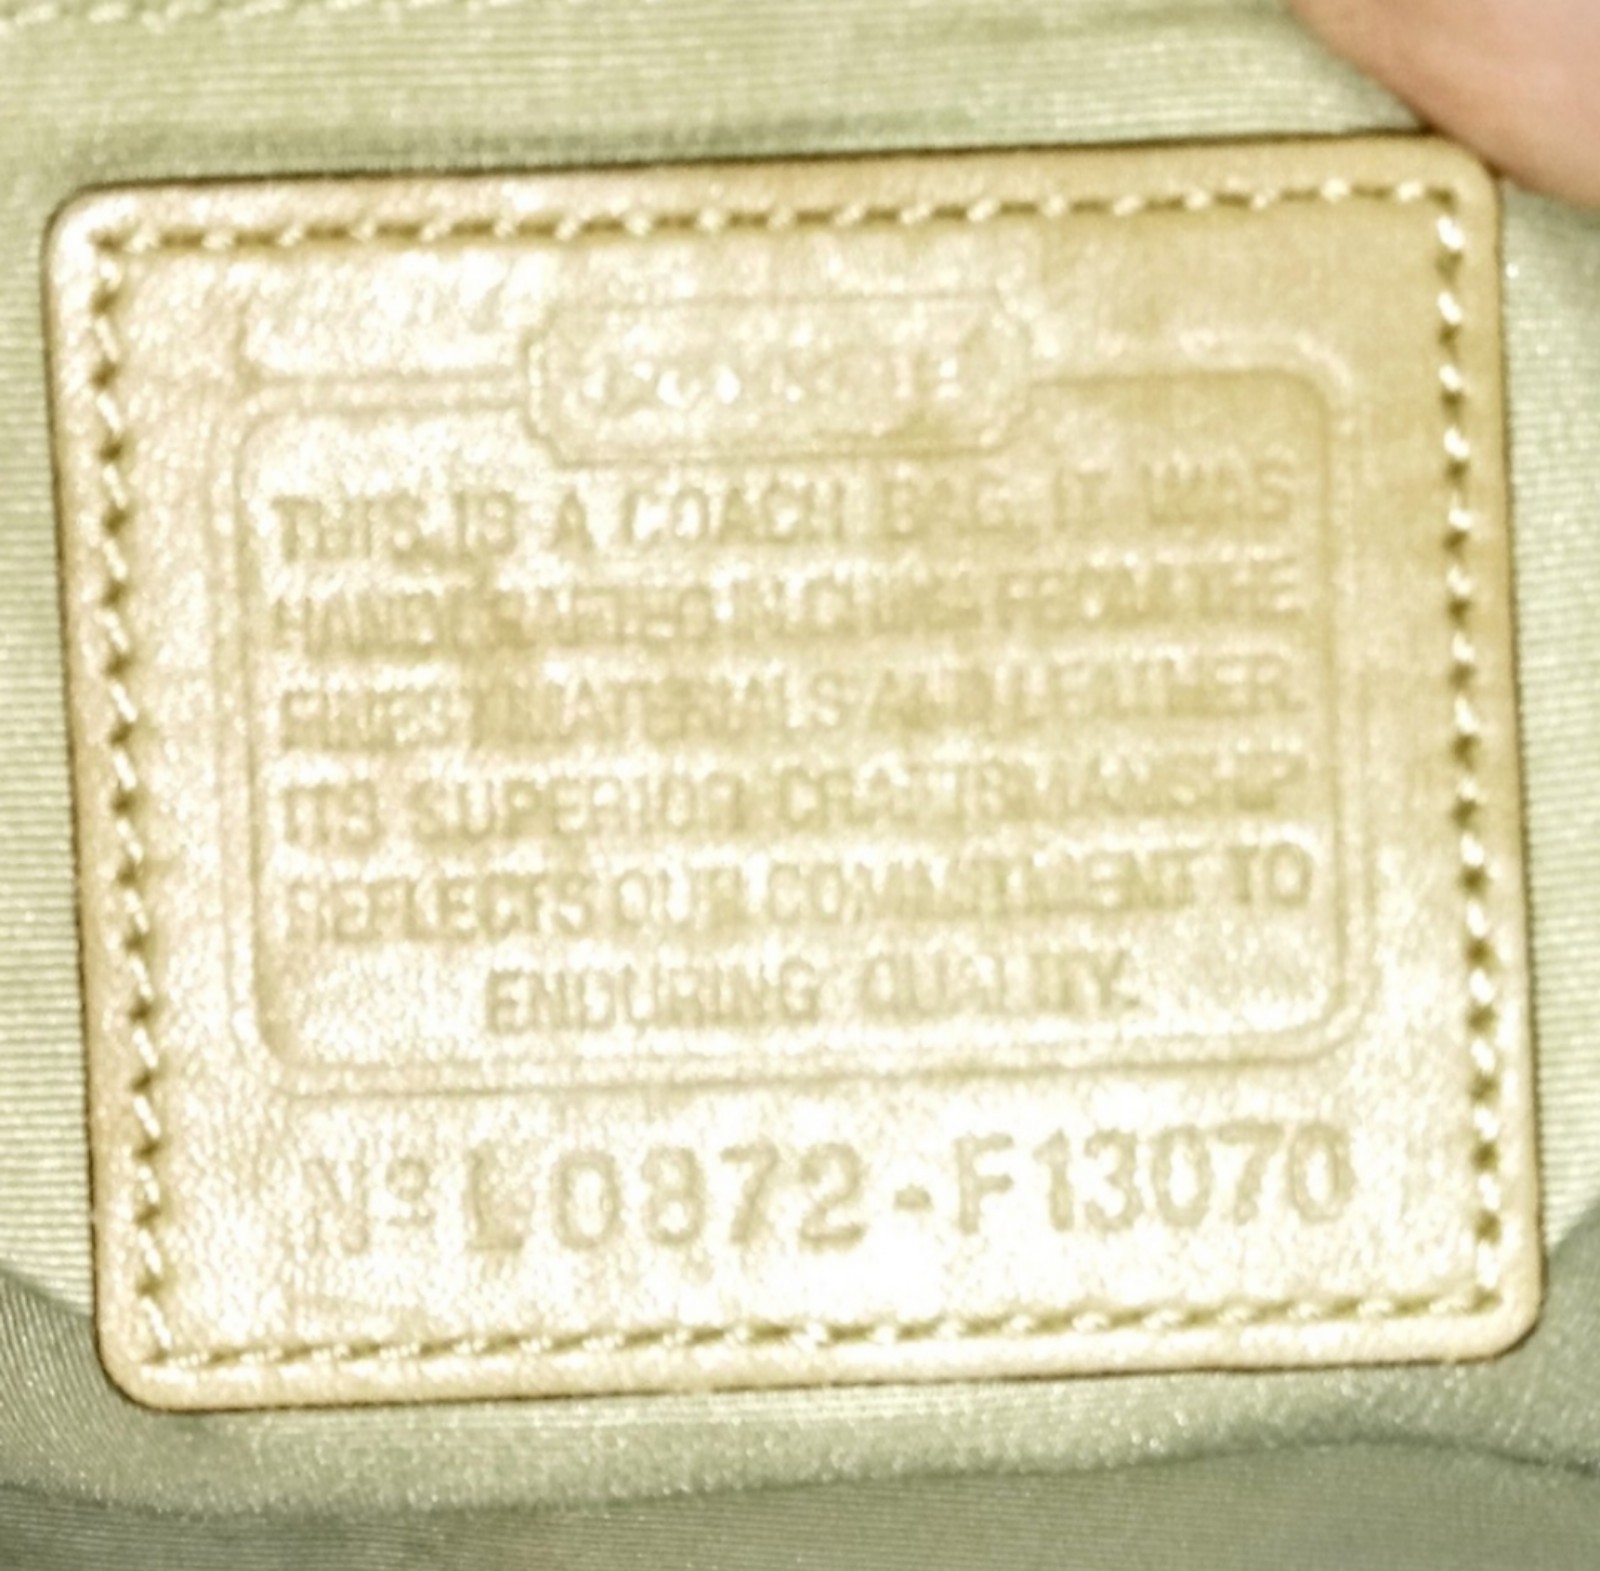 THIS IS A COACH BAG. IT WAS
HANDCRAFTED IN CHINA FROM THE
FINEST MATERIALS AND LEATHER
ITS SUPERIOR CRAFTSMANSHIP
REFLECTS OUR COMMITMENT TO
ENDURING QUALITY.
Nº L0872-F13070